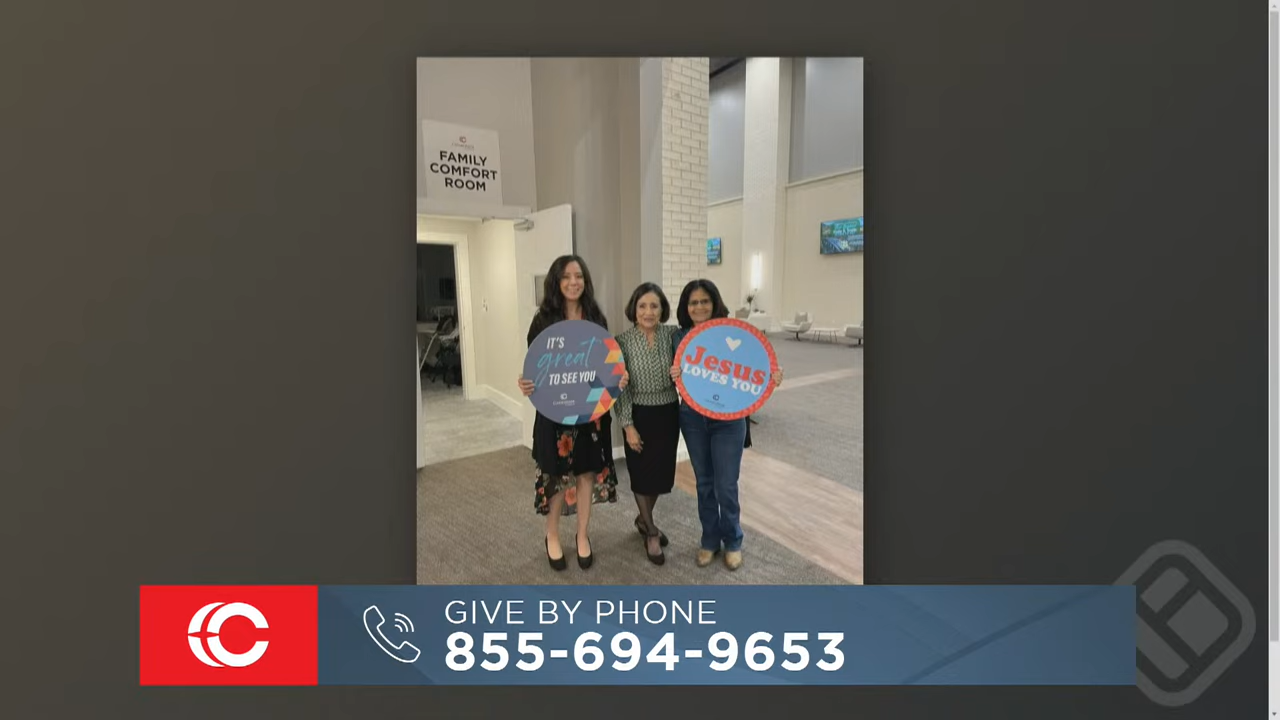 FAMILY
COMFORT
ROOM
IT'S
great
TO SEE YOU
Jesus
LOVES YOU
GIVE BY PHONE
855-694-9653